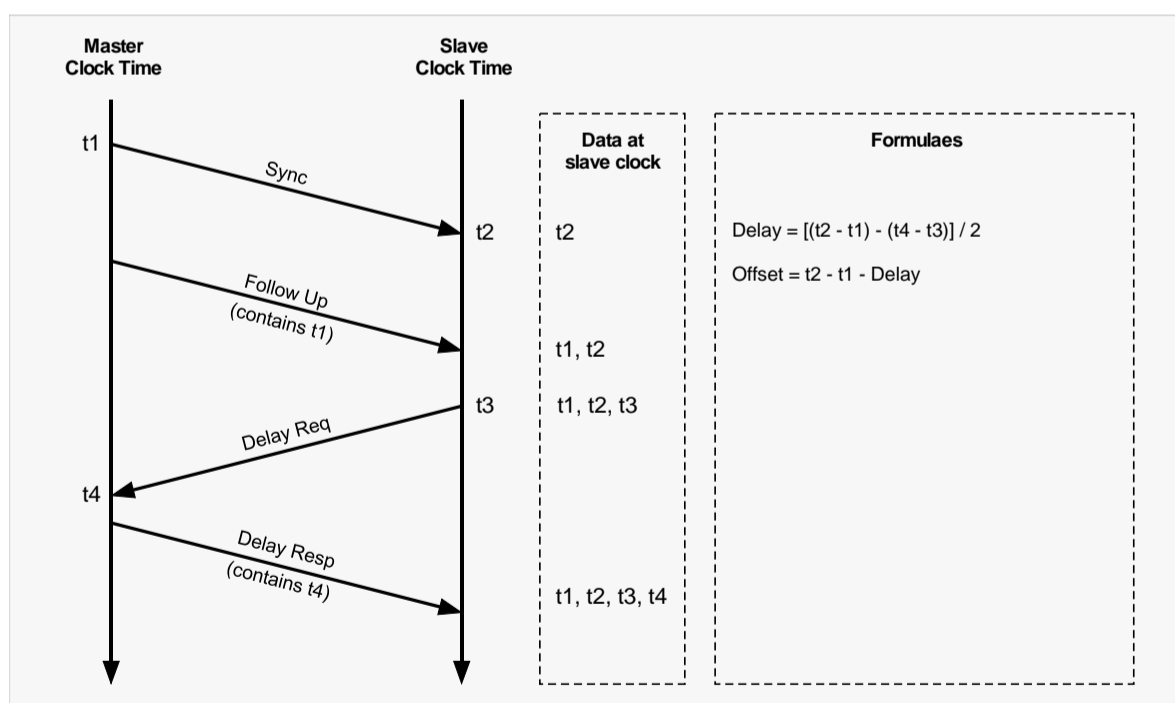 Master
Clock Time
Slave
Clock Time
Data at
slave clock
Formulaes
t1
Sync
t2
t2
Delay = [(t2 - t1) - (t4 - t3)] / 2
Offset = t2 - t1 - Delay
Follow Up
(contains t1)
t1, t2
t3
t1, t2, t3
Delay Req
t4
Delay Resp
(contains t4)
t1, t2, t3, t4